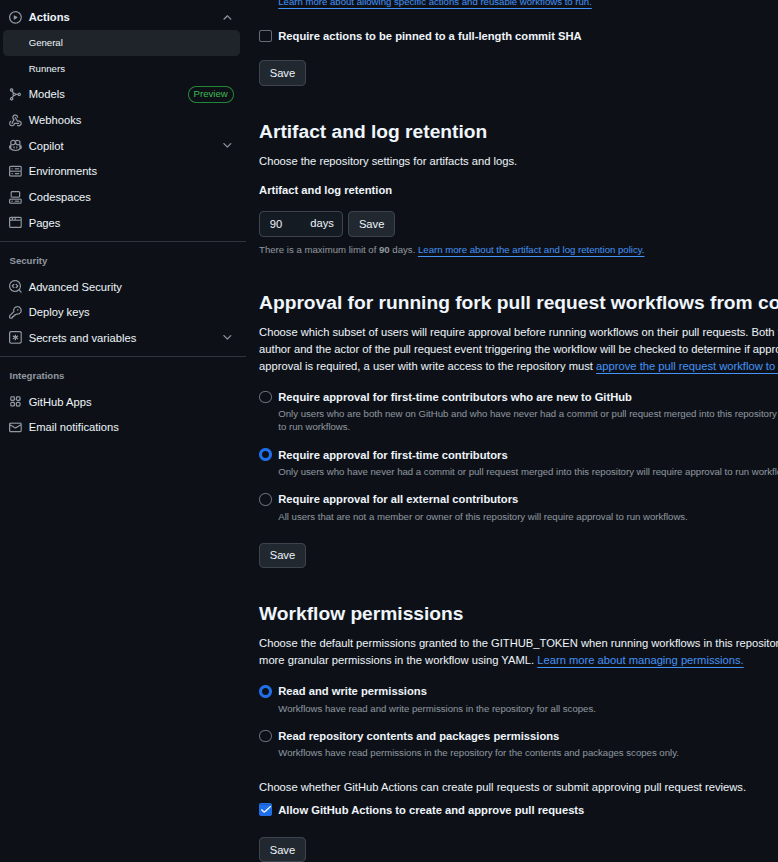 Actions
General
Runners
Models
Preview
Webhooks
Copilot
Environments
Codespaces
Pages
Security
Advanced Security
Deploy keys
Secrets and variables
Integrations
GitHub Apps
Email notifications
Learn more about allowing specific actions and reusable workflows to run.
Require actions to be pinned to a full-length commit SHA
Save
Artifact and log retention
Choose the repository settings for artifacts and logs.
Artifact and log retention
90 days Save
There is a maximum limit of 90 days. Learn more about the artifact and log retention policy.
Approval for running fork pull request workflows from co
Choose which subset of users will require approval before running workflows on their pull requests. Both
author and the actor of the pull request event triggering the workflow will be checked to determine if appro
approval is required, a user with write access to the repository must approve the pull request workflow to
Require approval for first-time contributors who are new to GitHub
Only users who are both new on GitHub and who have never had a commit or pull request merged into this repository
to run workflows.
Require approval for first-time contributors
Only users who have never had a commit or pull request merged into this repository will require approval to run workfl
Require approval for all external contributors
All users that are not a member or owner of this repository will require approval to run workflows.
Save
Workflow permissions
Choose the default permissions granted to the GITHUB_TOKEN when running workflows in this repositor
more granular permissions in the workflow using YAML. Learn more about managing permissions.
Read and write permissions
Workflows have read and write permissions in the repository for all scopes.
Read repository contents and packages permissions
Workflows have read permissions in the repository for the contents and packages scopes only.
Choose whether GitHub Actions can create pull requests or submit approving pull request reviews.
Allow GitHub Actions to create and approve pull requests
Save